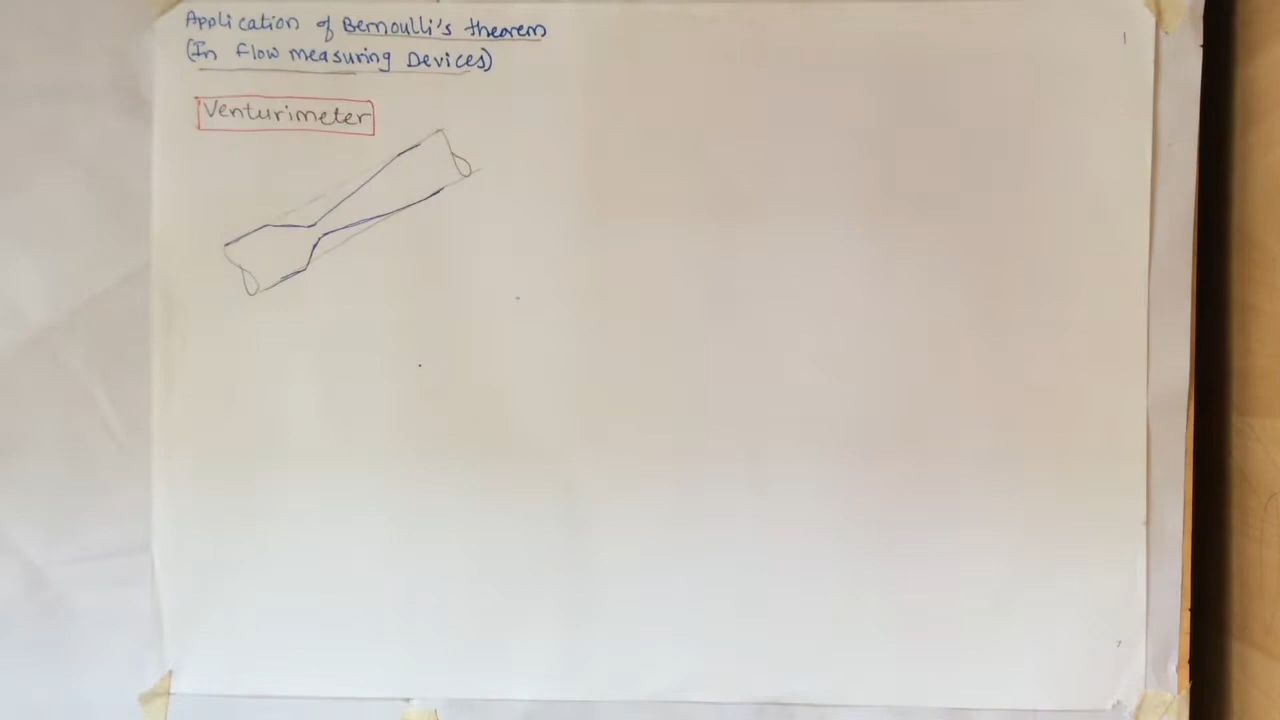 Application of Bernoulli's theorem
(In Flow measuring Devices)
Venturimeter